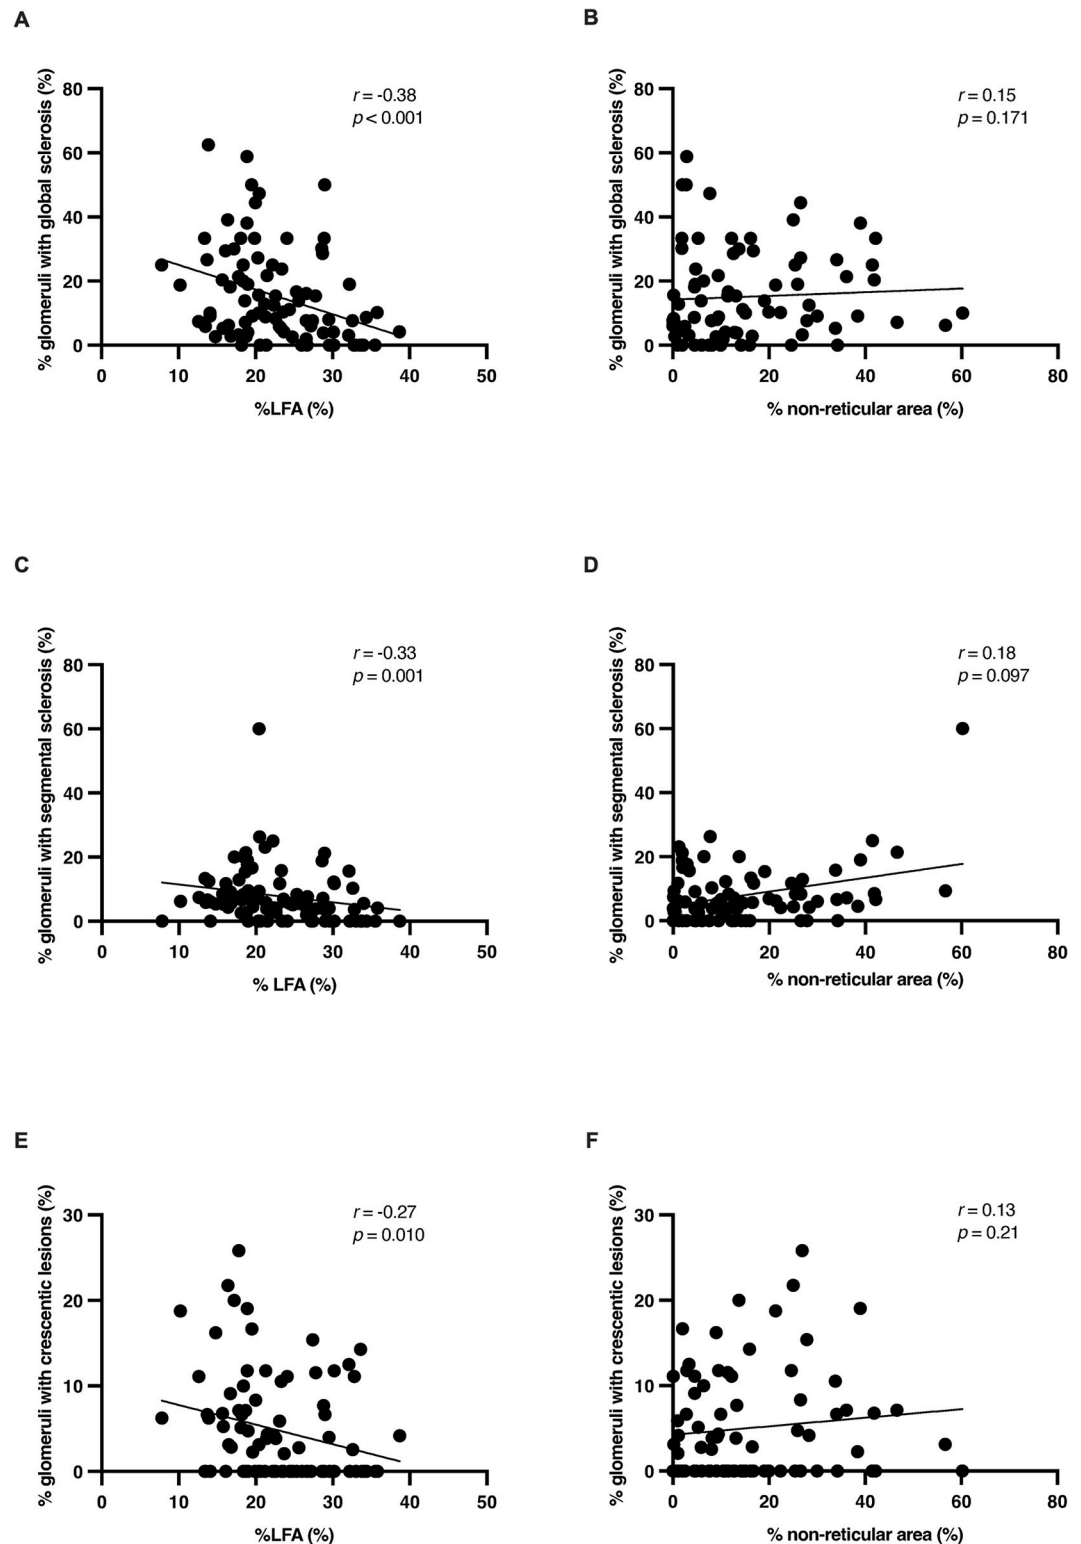 A
B
% glomeruli with global sclerosis (%)
80
60
40
20
0
r = -0.38
p < 0.001
0 10 20 30 40 50
%LFA (%)
% glomeruli with global sclerosis (%)
80
60
40
20
0
r = 0.15
p = 0.171
0 20 40 60 80
% non-reticular area (%)
C
D
% glomeruli with segmental sclerosis (%)
80
60
40
20
0
r = -0.33
p = 0.001
0 10 20 30 40 50
% LFA (%)
% glomeruli with segmental sclerosis (%)
80
60
40
20
0
r = 0.18
p = 0.097
0 20 40 60 80
% non-reticular area (%)
E
F
% glomeruli with crescentic lesions (%)
30
20
10
0
r = -0.27
p = 0.010
0 10 20 30 40 50
%LFA (%)
% glomeruli with crescentic lesions (%)
30
20
10
0
r = 0.13
p = 0.21
0 20 40 60 80
% non-reticular area (%)